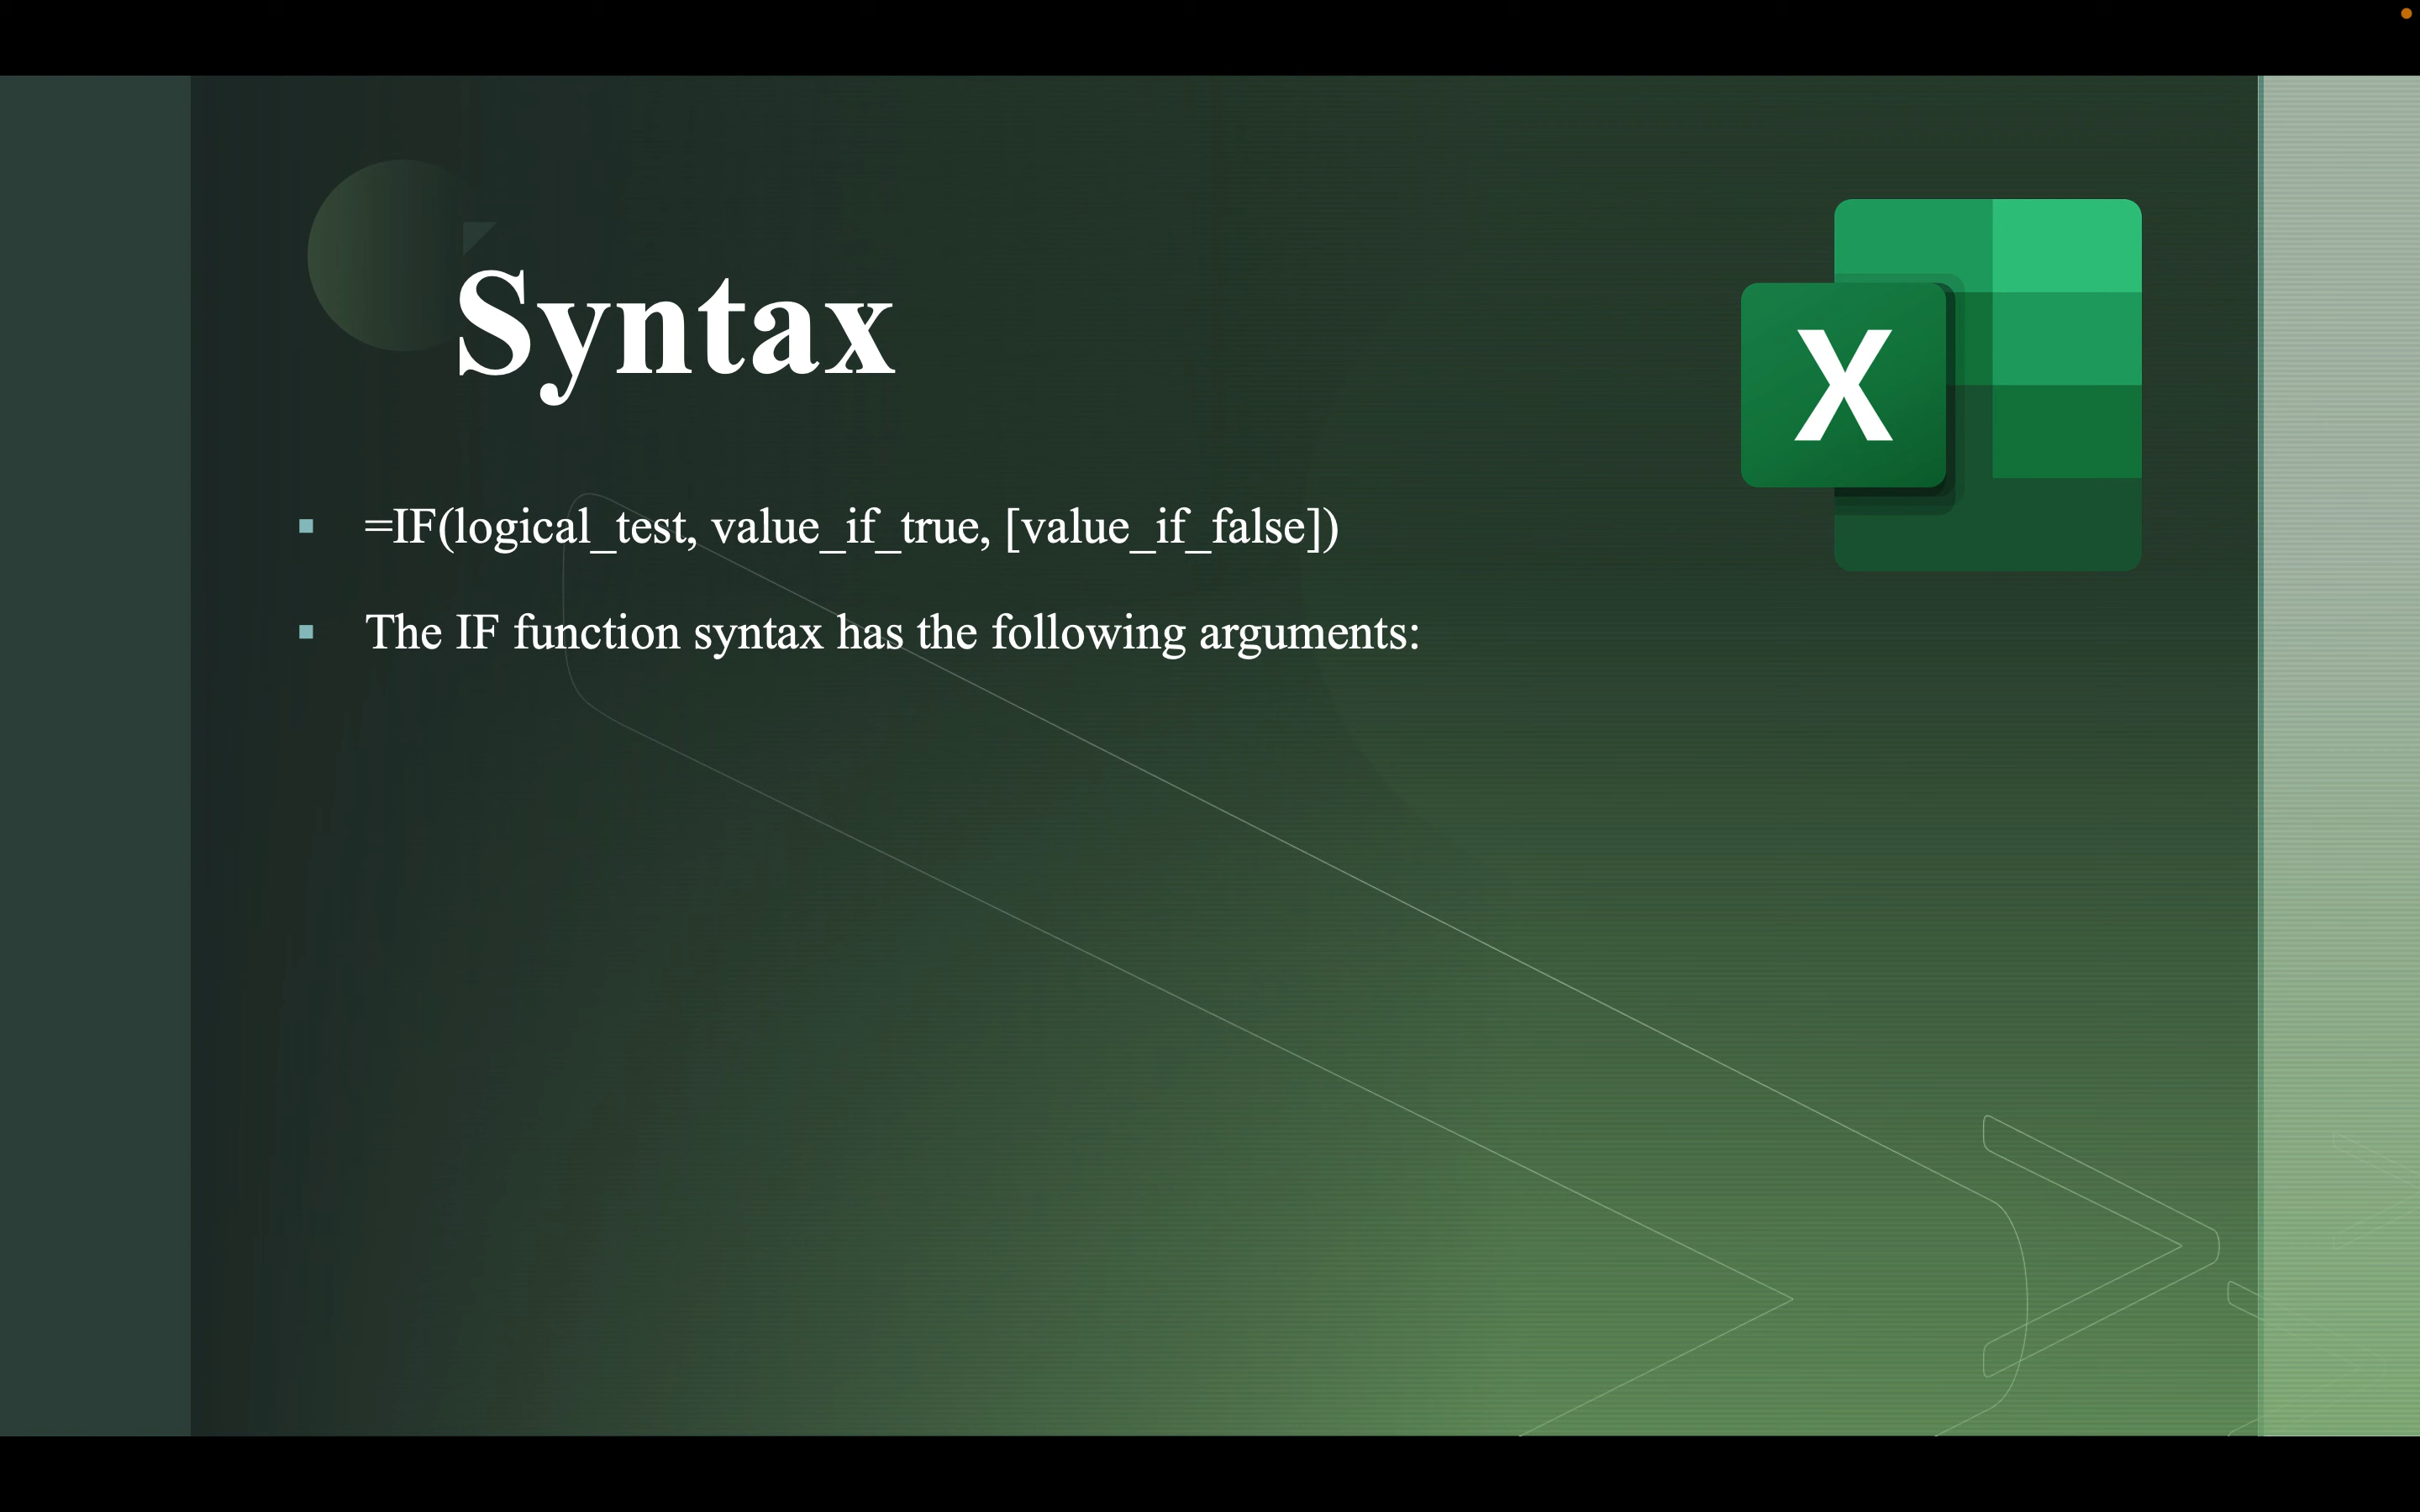 Syntax
X
=IF(logical_test, value_if_true, [value_if_false])
The IF function syntax has the following arguments: